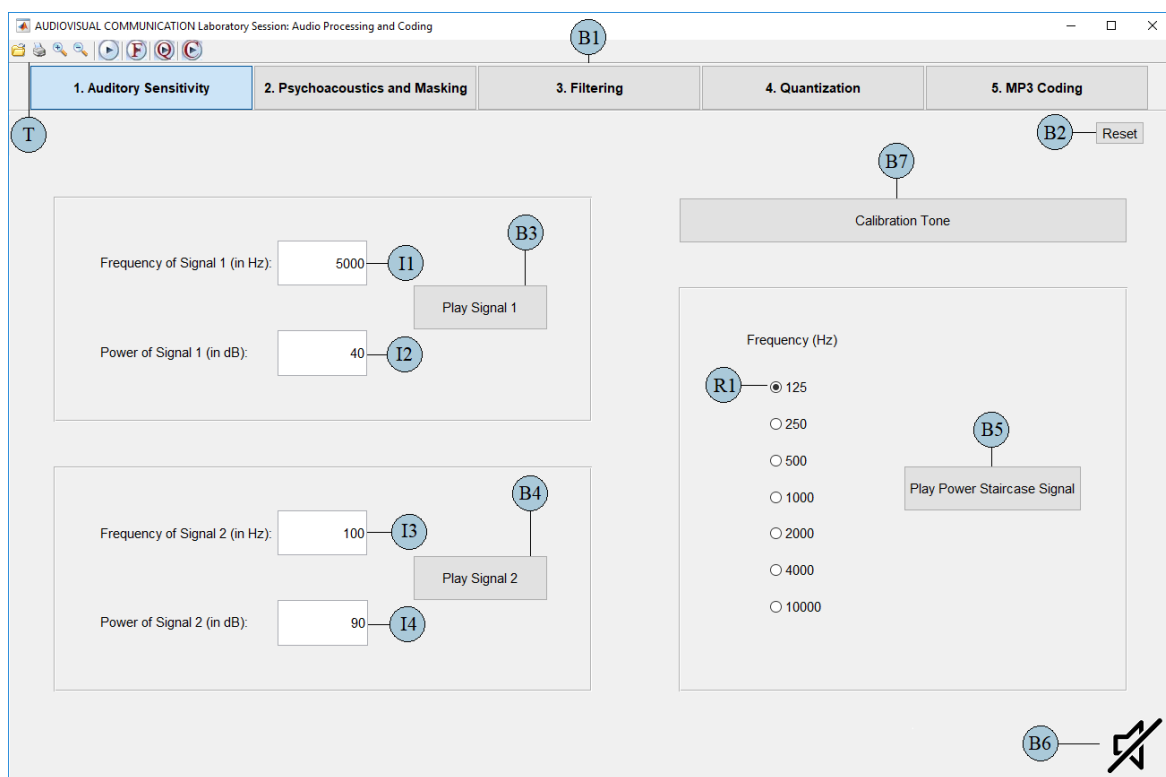 AUDIOVISUAL COMMUNICATION Laboratory Session: Audio Processing and Coding
B1
F Q C
1. Auditory Sensitivity
2. Psychoacoustics and Masking
3. Filtering
4. Quantization
5. MP3 Coding
T
B2
Reset
B7
Calibration Tone
B3
Frequency of Signal 1 (in Hz):
5000
I1
Play Signal 1
Power of Signal 1 (in dB):
40
I2
B4
Frequency of Signal 2 (in Hz):
100
I3
Play Signal 2
Power of Signal 2 (in dB):
90
I4
Frequency (Hz)
R1
125
250
500
1000
2000
4000
10000
B5
Play Power Staircase Signal
B6